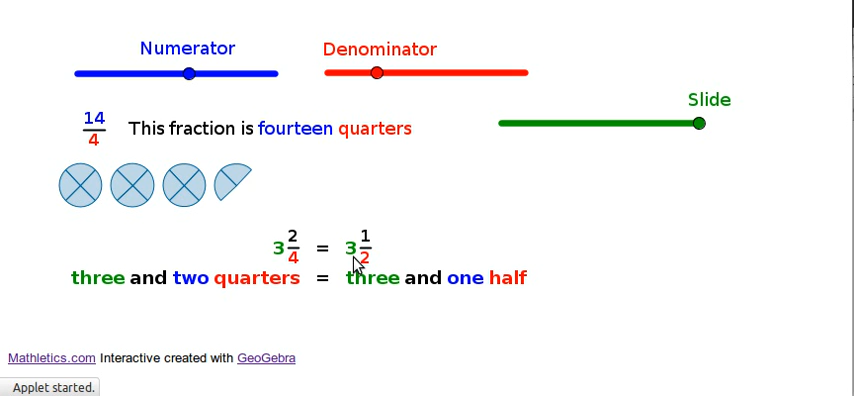 Numerator Denominator
Slide
14/4 This fraction is fourteen quarters
3 2/4 = 3 1/2
three and two quarters = three and one half
Mathletics.com Interactive created with GeoGebra
Applet started.